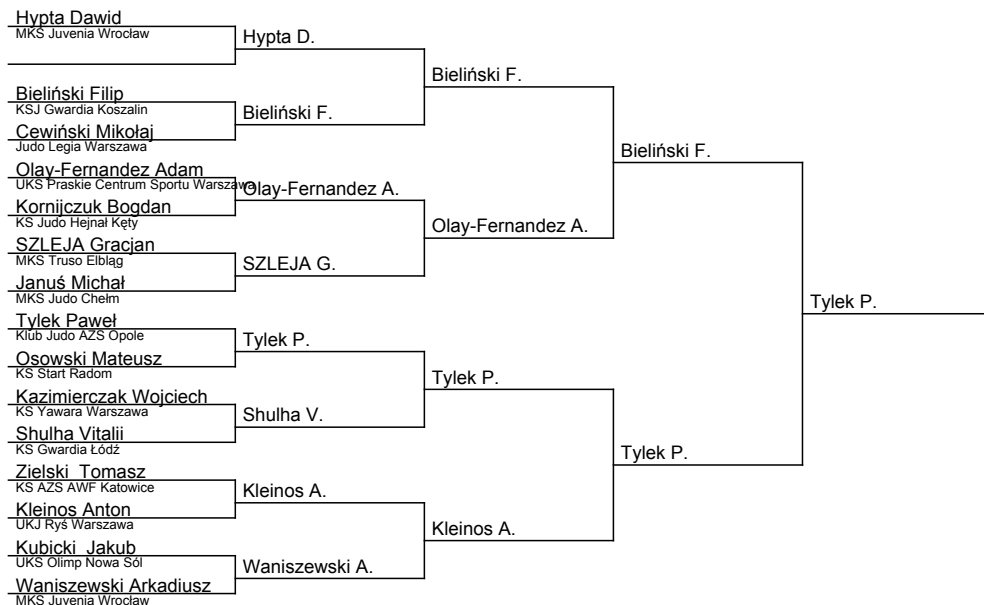 Hypta Dawid
MKS Juvenia Wrocław
Bieliński Filip
KSJ Gwardia Koszalin
Cewiński Mikołaj
Judo Legia Warszawa
Olay-Fernandez Adam
UKS Praskie Centrum Sportu Warszawa
Kornijczuk Bogdan
KS Judo Hejnał Kęty
SZLEJA Gracjan
MKS Truso Elbląg
Januś Michał
MKS Judo Chełm
Tylek Paweł
Klub Judo AZS Opole
Osowski Mateusz
KS Start Radom
Kazimierczak Wojciech
KS Yawara Warszawa
Shulha Vitalii
KS Gwardia Łódź
Zielski  Tomasz
KS AZS AWF Katowice
Kleinos Anton
UKJ Ryś Warszawa
Kubicki  Jakub
UKS Olimp Nowa Sól
Waniszewski Arkadiusz
MKS Juvenia Wrocław
Hypta D.
Bieliński F.
Olay-Fernandez A.
SZLEJA G.
Tylek P.
Shulha V.
Kleinos A.
Waniszewski A.
Bieliński F.
Olay-Fernandez A.
Tylek P.
Kleinos A.
Bieliński F.
Tylek P.
Tylek P.